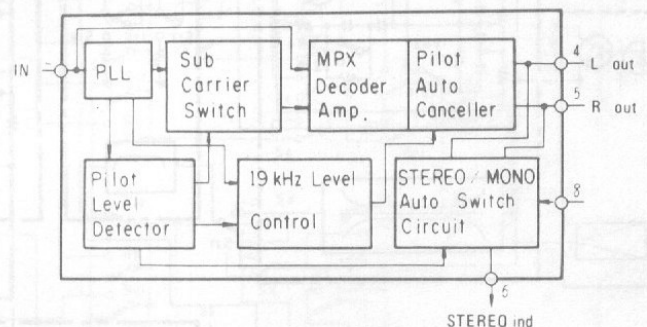 IN
PLL
Sub
Carrier
Switch
MPX
Decoder
Amp.
Pilot
Auto
Canceller
4
L out
5
R out
Pilot
Level
Detector
19 kHz Level
Control
STEREO / MONO
Auto Switch
Circuit
8
6
STEREO ind